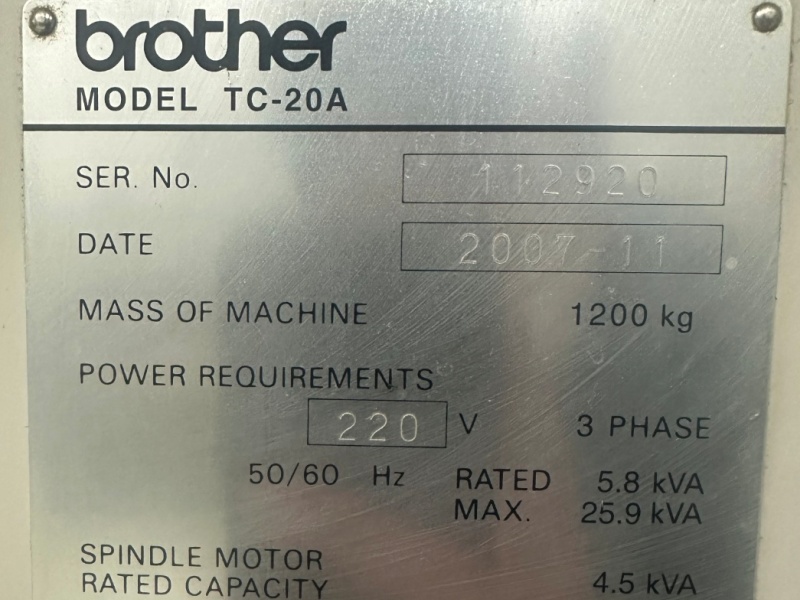 brother
MODEL TC-20A
SER. No. 112920
DATE 2007-11
MASS OF MACHINE 1200 kg
POWER REQUIREMENTS
220 V 3 PHASE
50/60 Hz RATED 5.8 kVA
MAX. 25.9 kVA
SPINDLE MOTOR
RATED CAPACITY 4.5 kVA